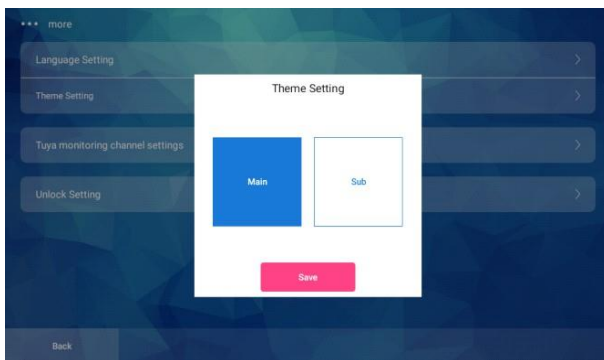 ••• more
Language Setting
Theme Setting
Tuya monitoring channel settings
Unlock Setting
Theme Setting
Main
Sub
Save
Back